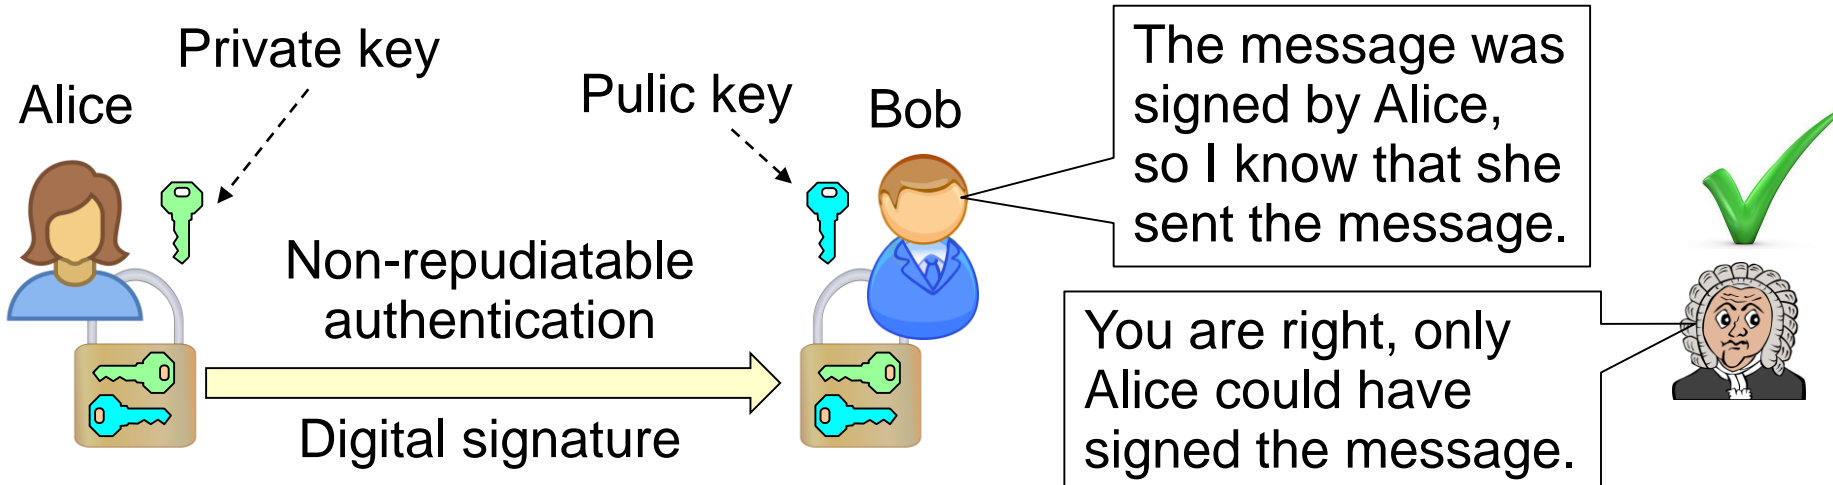 Private key
Alice
Pulic key
Bob
The message was
signed by Alice,
so I know that she
sent the message.
Non-repudiatable
authentication
Digital signature
You are right, only
Alice could have
signed the message.